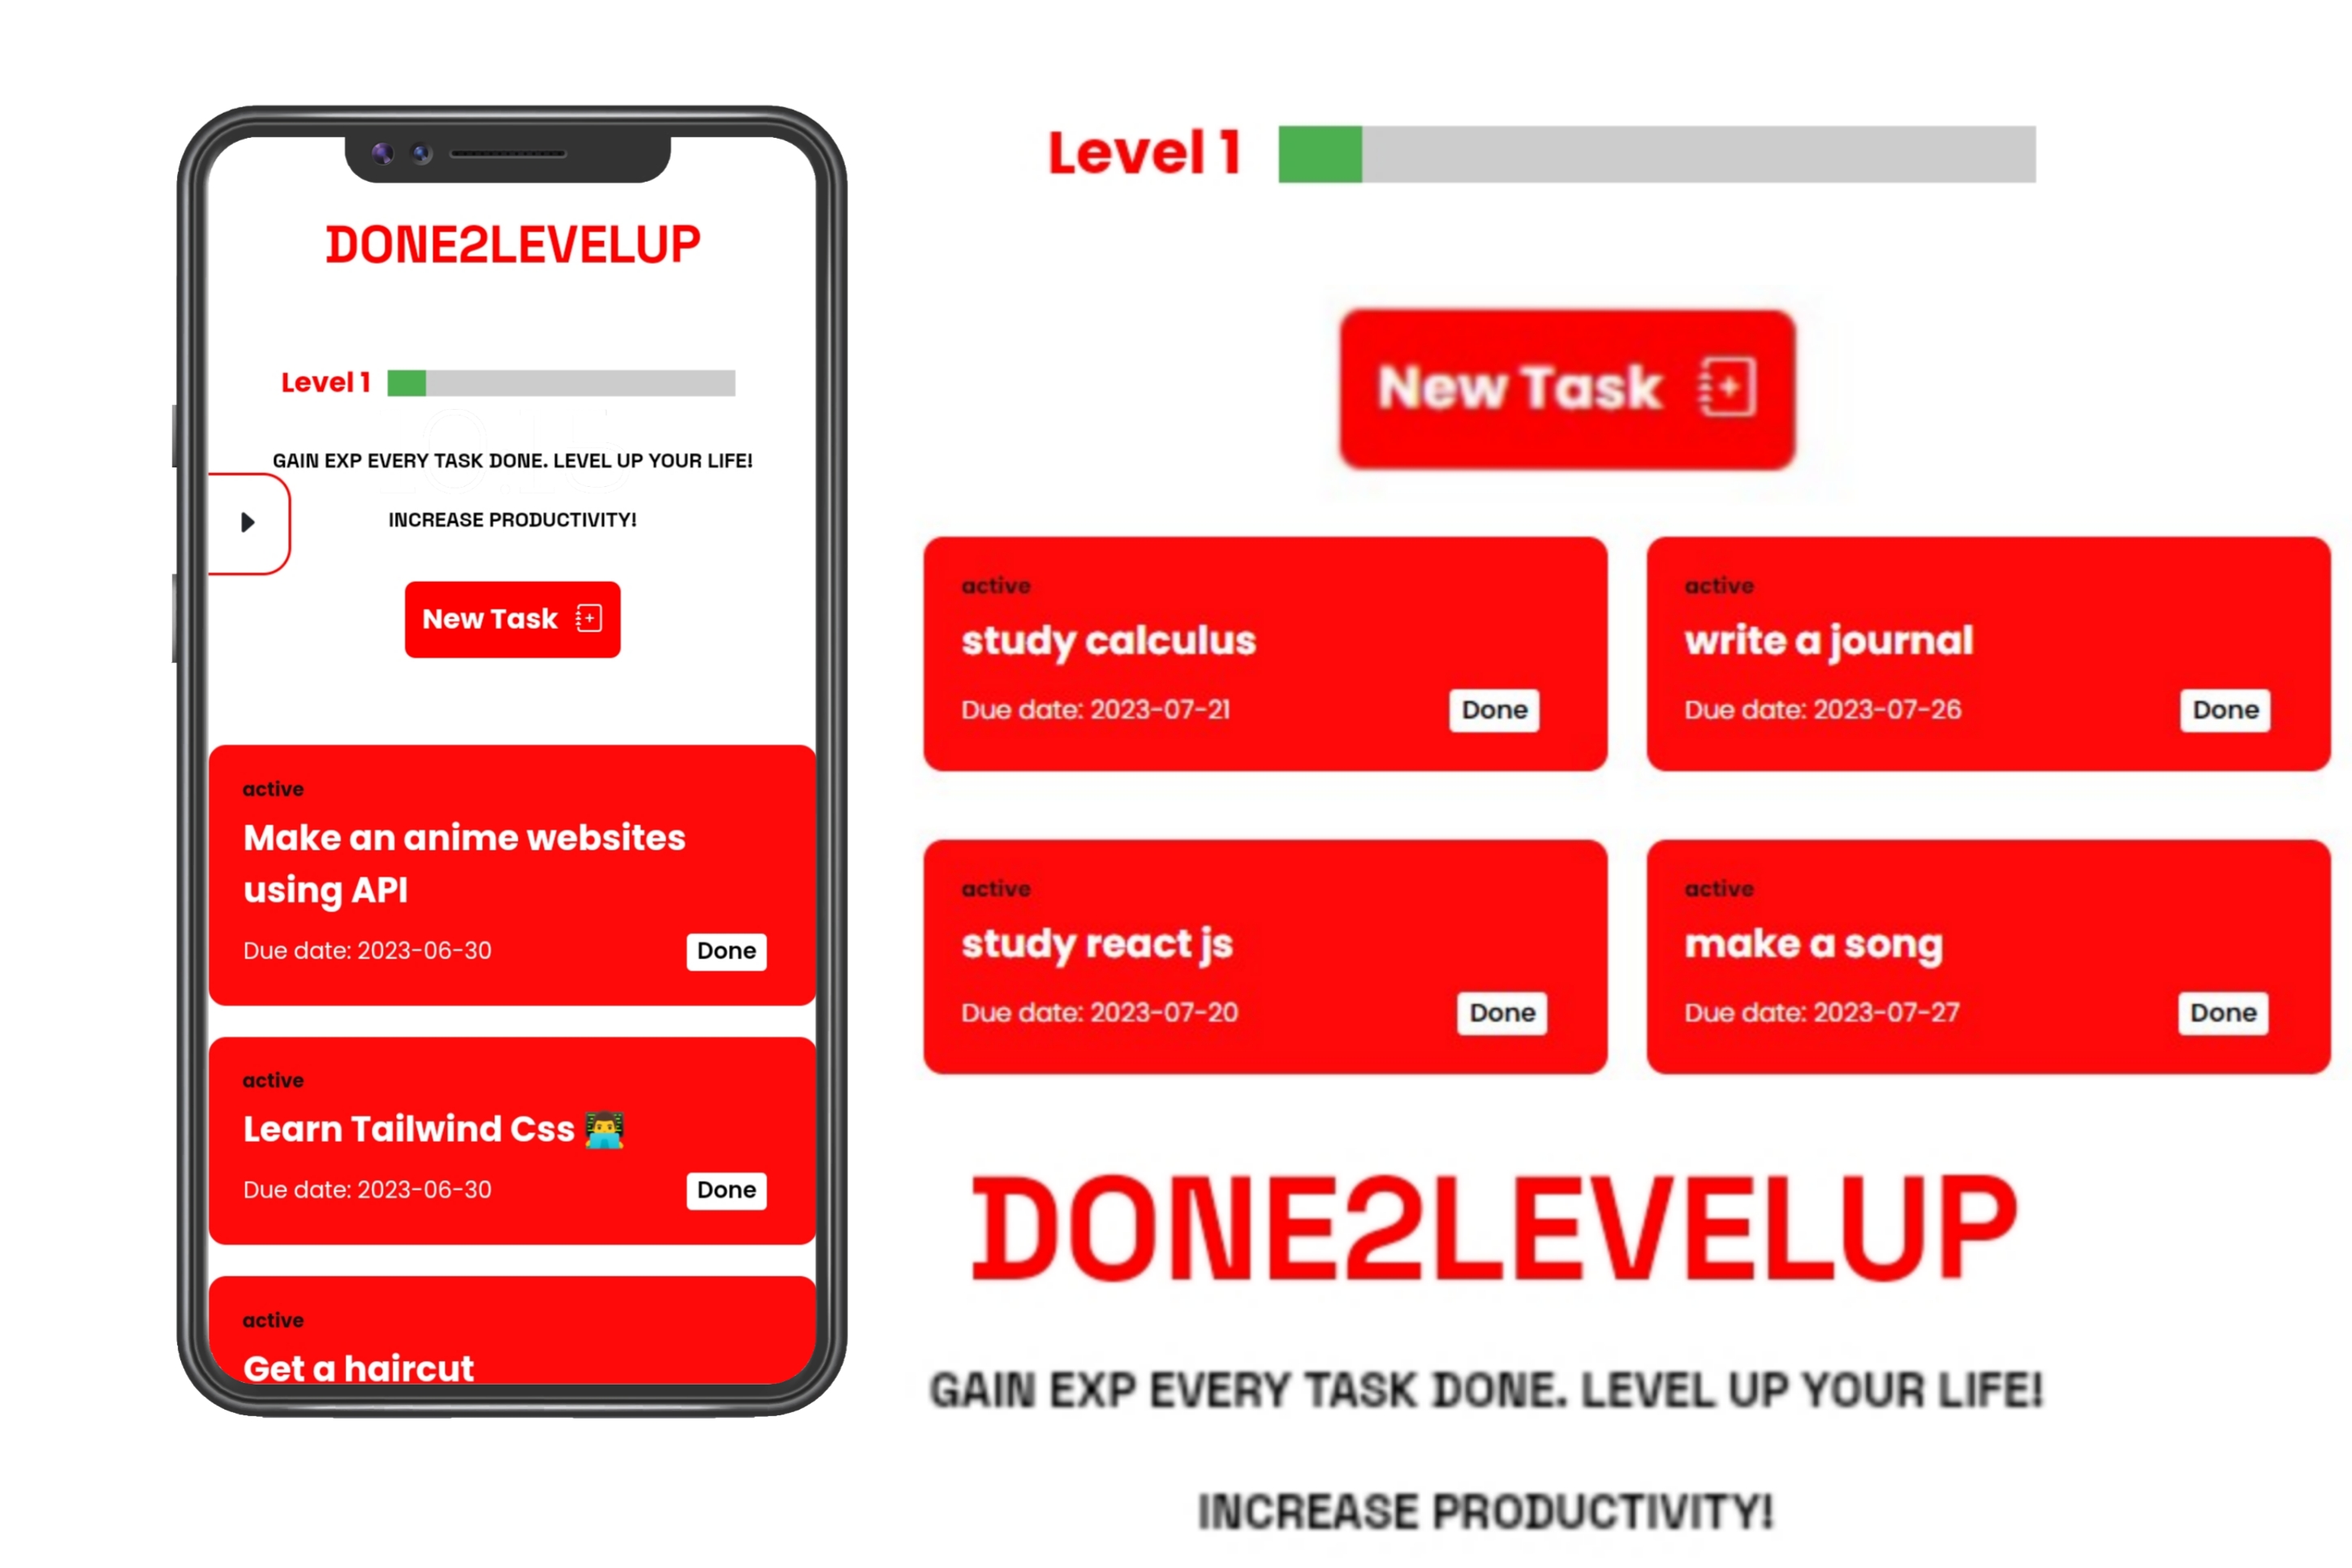 DONE2LEVELUP
Level 1
GAIN EXP EVERY TASK DONE. LEVEL UP YOUR LIFE!
INCREASE PRODUCTIVITY!
New Task
active
Make an anime websites
using API
Due date: 2023-06-30
Done
active
Learn Tailwind Css 👨‍💻
Due date: 2023-06-30
Done
active
Get a haircut
Level 1
New Task
active
study calculus
Due date: 2023-07-21
Done
active
write a journal
Due date: 2023-07-26
Done
active
study react js
Due date: 2023-07-20
Done
active
make a song
Due date: 2023-07-27
Done
DONE2LEVELUP
GAIN EXP EVERY TASK DONE. LEVEL UP YOUR LIFE!
INCREASE PRODUCTIVITY!